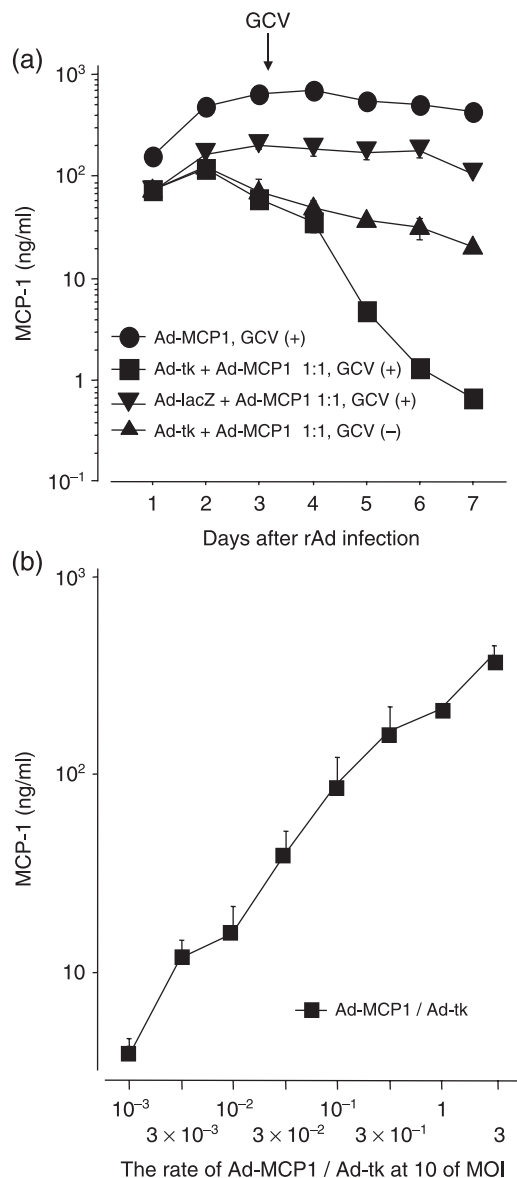 GCV
(a)
10³
10²
10
1
10⁻¹
MCP-1 (ng/ml)
Ad-MCP1, GCV (+)
Ad-tk + Ad-MCP1 1:1, GCV (+)
Ad-lacZ + Ad-MCP1 1:1, GCV (+)
Ad-tk + Ad-MCP1 1:1, GCV (–)
1 2 3 4 5 6 7
Days after rAd infection
(b)
10³
10²
10
MCP-1 (ng/ml)
Ad-MCP1 / Ad-tk
10⁻³ 10⁻² 10⁻¹ 1
3 × 10⁻³ 3 × 10⁻² 3 × 10⁻¹ 3
The rate of Ad-MCP1 / Ad-tk at 10 of MOI